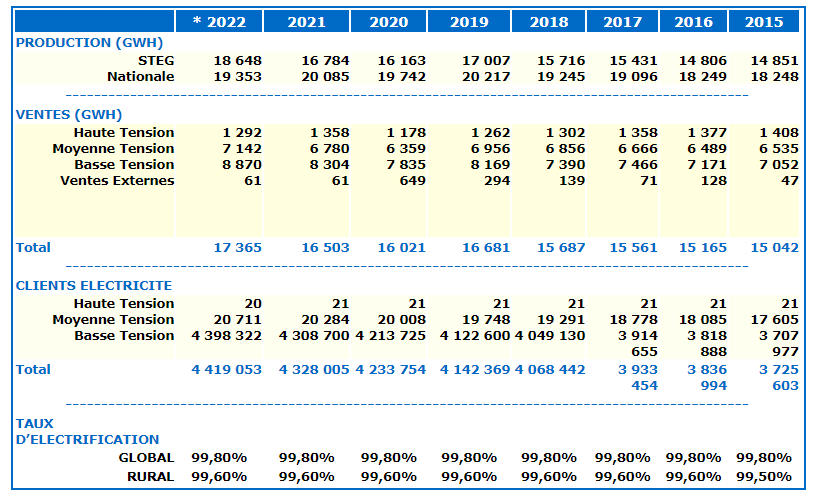 * 2022 2021 2020 2019 2018 2017 2016 2015
PRODUCTION (GWH)
STEG 18 648 16 784 16 163 17 007 15 716 15 431 14 806 14 851
Nationale 19 353 20 085 19 742 20 217 19 245 19 096 18 249 18 248
VENTES (GWH)
Haute Tension 1 292 1 358 1 178 1 262 1 302 1 358 1 377 1 408
Moyenne Tension 7 142 6 780 6 359 6 956 6 856 6 666 6 489 6 535
Basse Tension 8 870 8 304 7 835 8 169 7 390 7 466 7 171 7 052
Ventes Externes 61 61 649 294 139 71 128 47
Total 17 365 16 503 16 021 16 681 15 687 15 561 15 165 15 042
CLIENTS ELECTRICITE
Haute Tension 20 21 21 21 21 21 21 21
Moyenne Tension 20 711 20 284 20 008 19 748 19 291 18 778 18 085 17 605
Basse Tension 4 398 322 4 308 700 4 213 725 4 122 600 4 049 130 3 914 3 818 3 707
655 888 977
Total 4 419 053 4 328 005 4 233 754 4 142 369 4 068 442 3 933 3 836 3 725
454 994 603
TAUX
D’ELECTRIFICATION
GLOBAL 99,80% 99,80% 99,80% 99,80% 99,80% 99,80% 99,80% 99,80%
RURAL 99,60% 99,60% 99,60% 99,60% 99,60% 99,60% 99,60% 99,50%